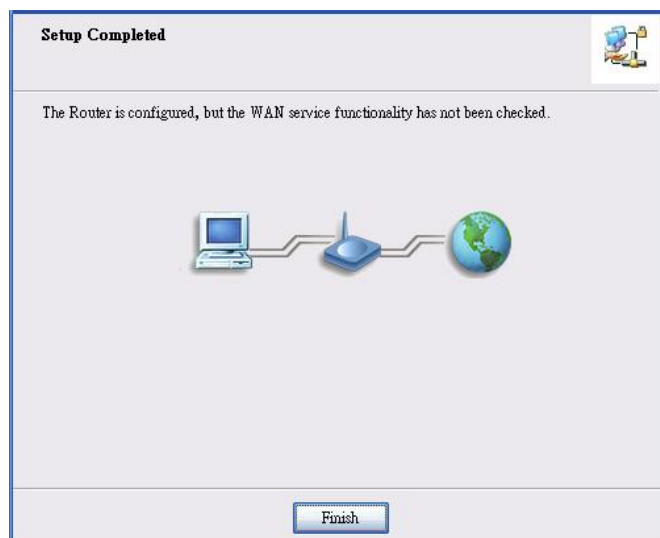 Setup Completed
The Router is configured, but the WAN service functionality has not been checked.
Finish